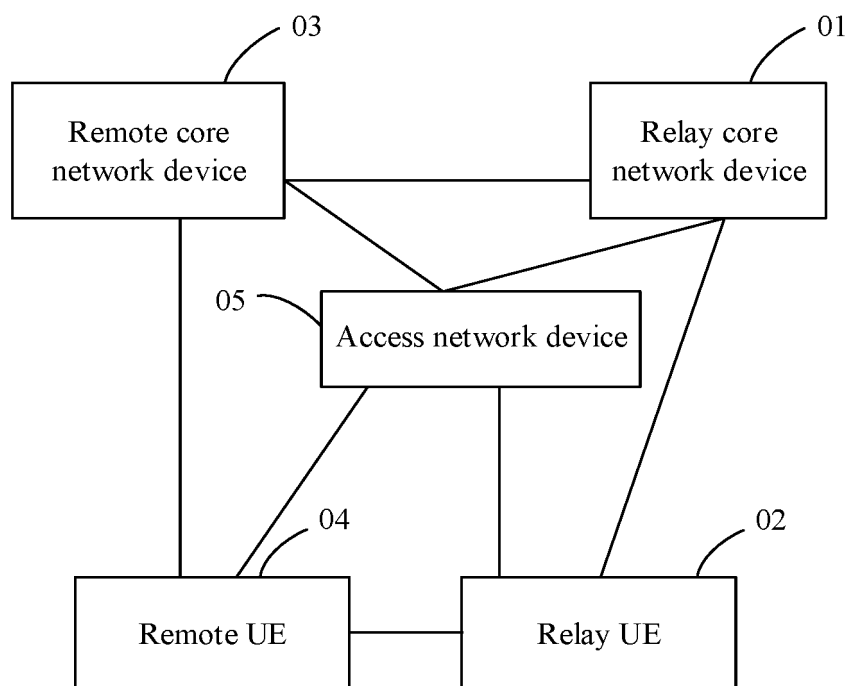 03
01
Remote core
network device
Relay core
network device
05
Access network device
04
02
Remote UE
Relay UE